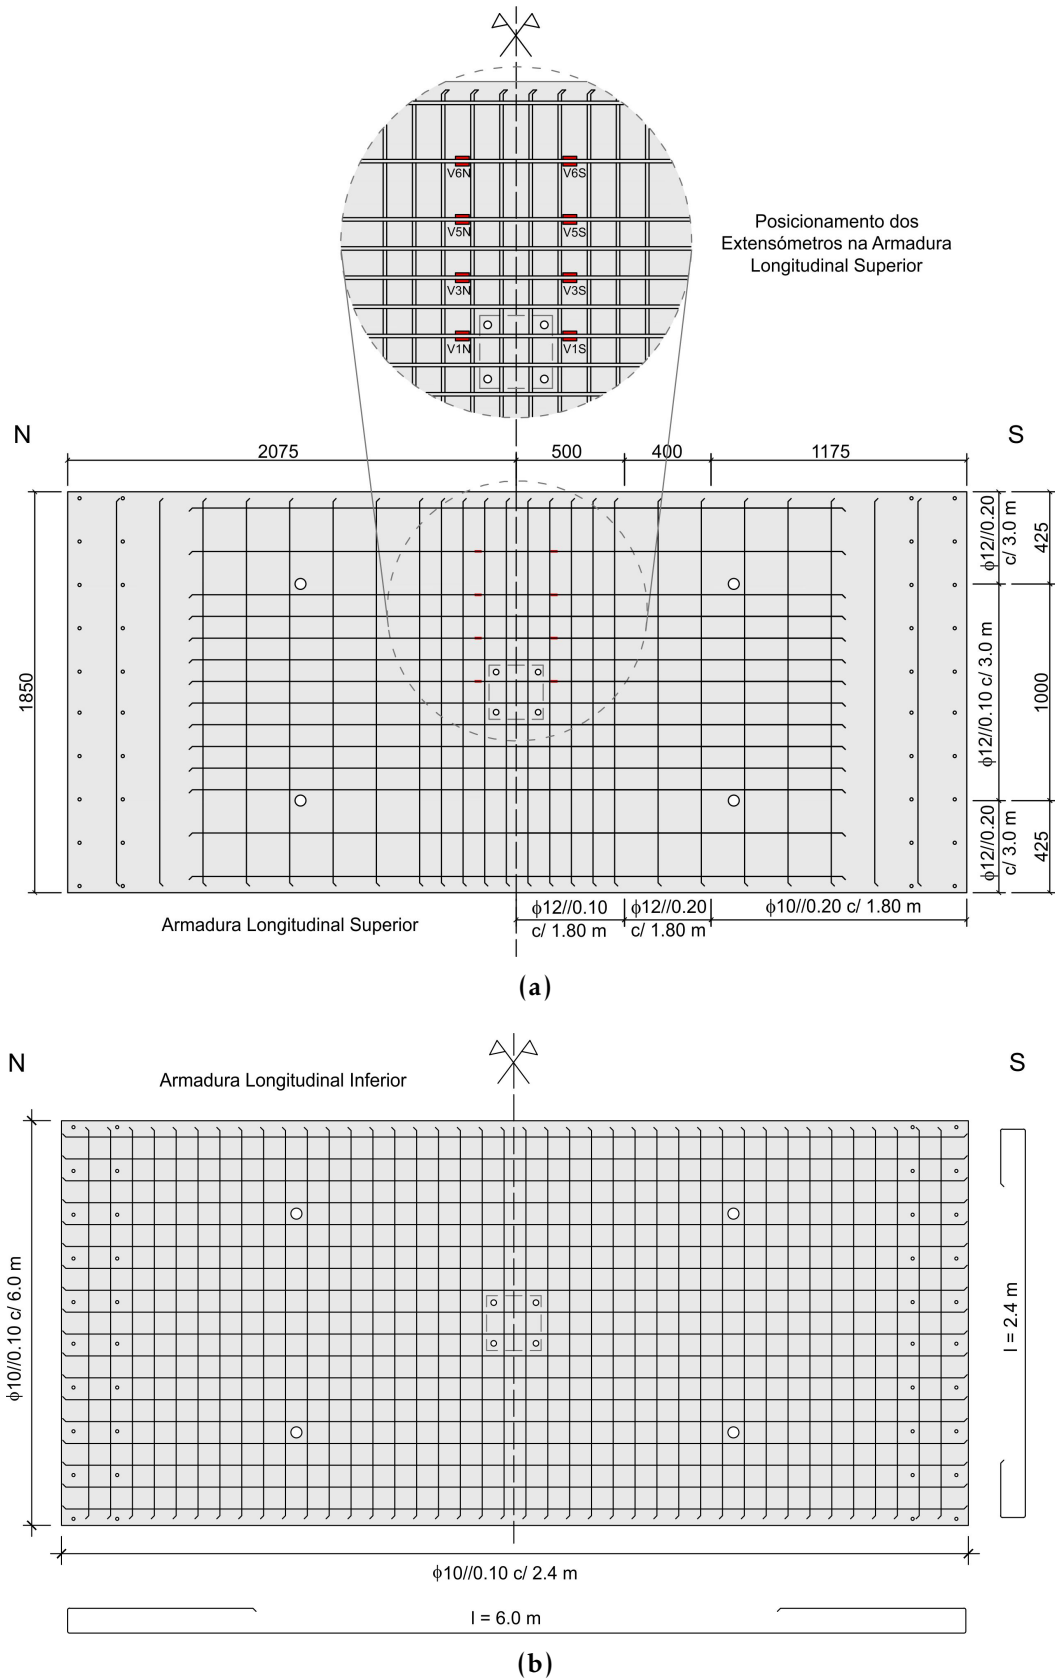 V6N
V6S
V5N
V5S
V3N
V3S
V1N
V1S
Posicionamento dos
Extensómetros na Armadura
Longitudinal Superior
N
S
2075
500
400
1175
1850
ϕ12//0.20
c/ 3.0 m
425
ϕ12//0.10 c/ 3.0 m
1000
ϕ12//0.20
c/ 3.0 m
425
Armadura Longitudinal Superior
ϕ12//0.10
c/ 1.80 m
ϕ12//0.20
c/ 1.80 m
ϕ10//0.20 c/ 1.80 m
(a)
N
S
Armadura Longitudinal Inferior
ϕ10//0.10 c/ 6.0 m
l = 2.4 m
ϕ10//0.10 c/ 2.4 m
l = 6.0 m
(b)